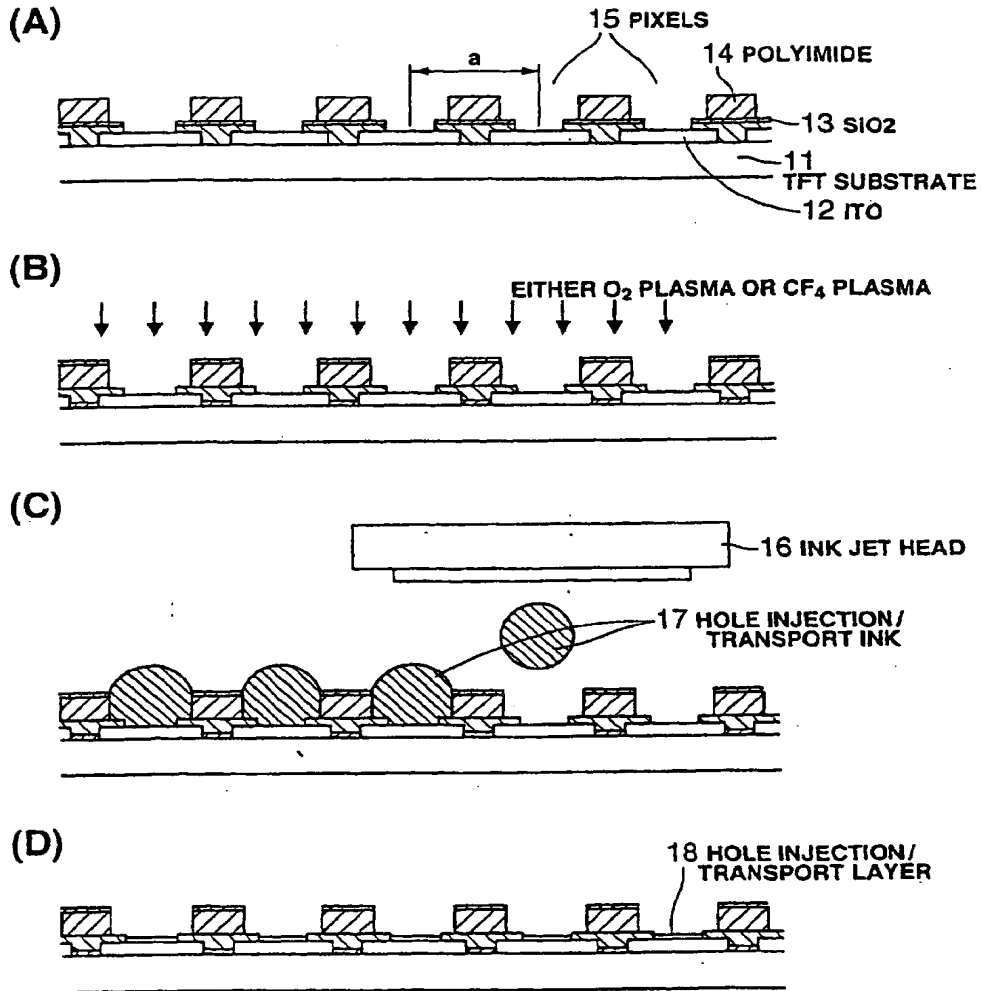 (A)
15 PIXELS
a
14 POLYIMIDE
13 SiO2
11
TFT SUBSTRATE
12 ITO
(B)
EITHER O₂ PLASMA OR CF₄ PLASMA
(C)
16 INK JET HEAD
17 HOLE INJECTION/
TRANSPORT INK
(D)
18 HOLE INJECTION/
TRANSPORT LAYER